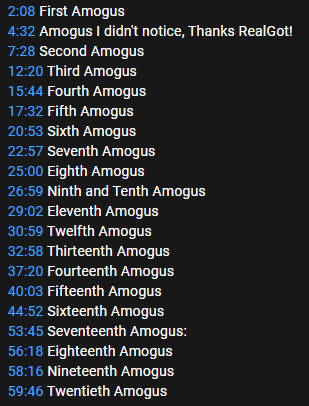 2:08 First Amogus
4:32 Amogus I didn't notice, Thanks RealGot!
7:28 Second Amogus
12:20 Third Amogus
15:44 Fourth Amogus
17:32 Fifth Amogus
20:53 Sixth Amogus
22:57 Seventh Amogus
25:00 Eighth Amogus
26:59 Ninth and Tenth Amogus
29:02 Eleventh Amogus
30:59 Twelfth Amogus
32:58 Thirteenth Amogus
37:20 Fourteenth Amogus
40:03 Fifteenth Amogus
44:52 Sixteenth Amogus
53:45 Seventeenth Amogus:
56:18 Eighteenth Amogus
58:16 Nineteenth Amogus
59:46 Twentieth Amogus